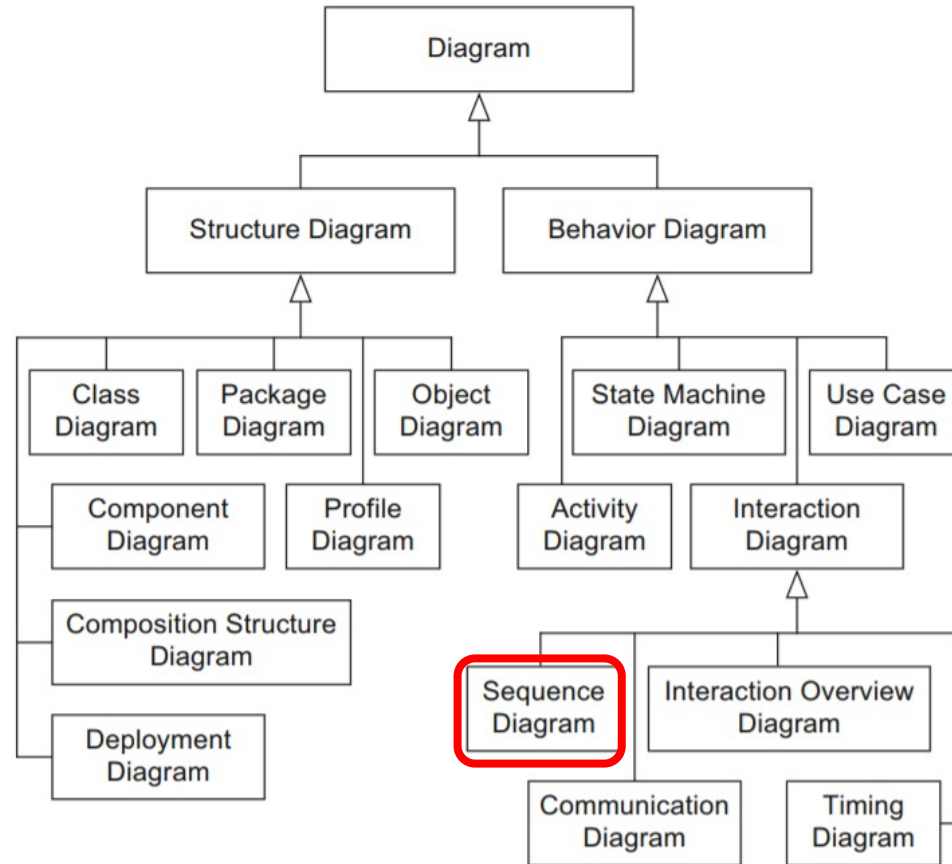 Diagram
Structure Diagram
Behavior Diagram
Class
Diagram
Package
Diagram
Object
Diagram
State Machine
Diagram
Use Case
Diagram
Component
Diagram
Profile
Diagram
Activity
Diagram
Interaction
Diagram
Composition Structure
Diagram
Sequence
Diagram
Interaction Overview
Diagram
Deployment
Diagram
Communication
Diagram
Timing
Diagram